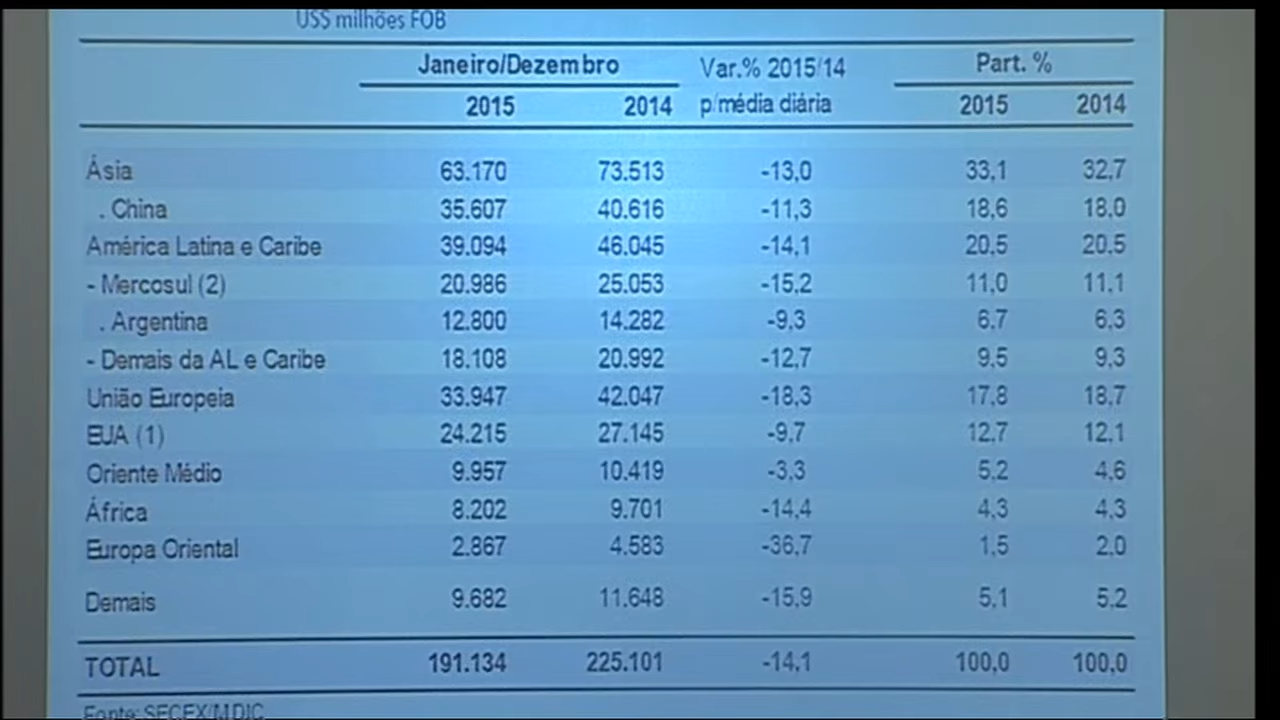 US$ milhões FOB
Janeiro/Dezembro Var.% 2015/14 Part. %
2015 2014 p/média diária 2015 2014
Ásia 63.170 73.513 -13,0 33,1 32,7
. China 35.607 40.616 -11,3 18,6 18,0
América Latina e Caribe 39.094 46.045 -14,1 20,5 20,5
- Mercosul (2) 20.986 25.053 -15,2 11,0 11,1
. Argentina 12.800 14.282 -9,3 6,7 6,3
- Demais da AL e Caribe 18.108 20.992 -12,7 9,5 9,3
União Europeia 33.947 42.047 -18,3 17,8 18,7
EUA (1) 24.215 27.145 -9,7 12,7 12,1
Oriente Médio 9.957 10.419 -3,3 5,2 4,6
África 8.202 9.701 -14,4 4,3 4,3
Europa Oriental 2.867 4.583 -36,7 1,5 2,0
Demais 9.682 11.648 -15,9 5,1 5,2
TOTAL 191.134 225.101 -14,1 100,0 100,0
Fonte: SECEX/MDIC